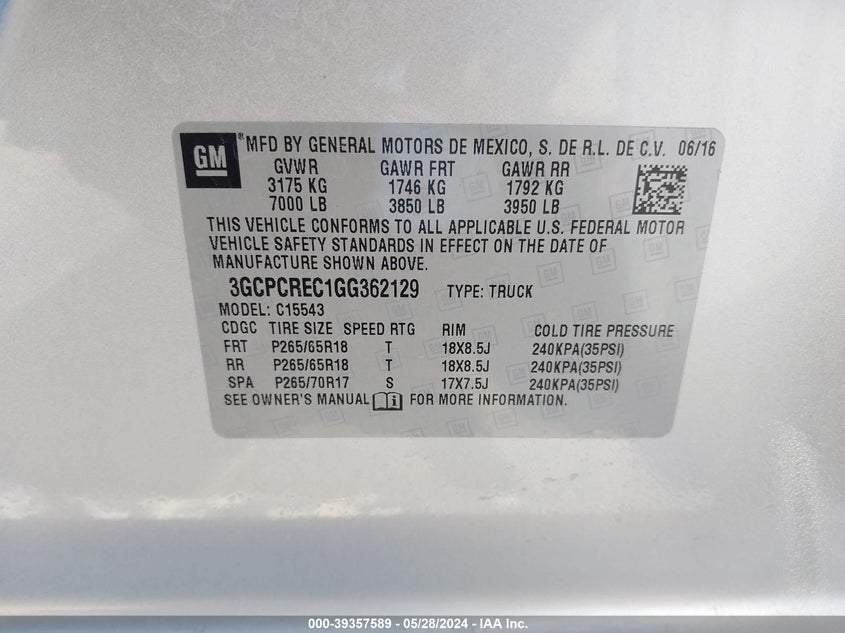 GM ® MFD BY GENERAL MOTORS DE MEXICO, S. DE R.L. DE C.V. 06/16
GVWR GAWR FRT GAWR RR
3175 KG 1746 KG 1792 KG
7000 LB 3850 LB 3950 LB
THIS VEHICLE CONFORMS TO ALL APPLICABLE U.S. FEDERAL MOTOR
VEHICLE SAFETY STANDARDS IN EFFECT ON THE DATE OF
MANUFACTURE SHOWN ABOVE.
3GCPCREC1GG362129 TYPE: TRUCK
MODEL: C15543
CDGC TIRE SIZE SPEED RTG RIM COLD TIRE PRESSURE
FRT P265/65R18 T 18X8.5J 240KPA(35PSI)
RR P265/65R18 T 18X8.5J 240KPA(35PSI)
SPA P265/70R17 S 17X7.5J 240KPA(35PSI)
SEE OWNER'S MANUAL i FOR MORE INFORMATION.
000-39357589 - 05/28/2024 - IAA Inc.